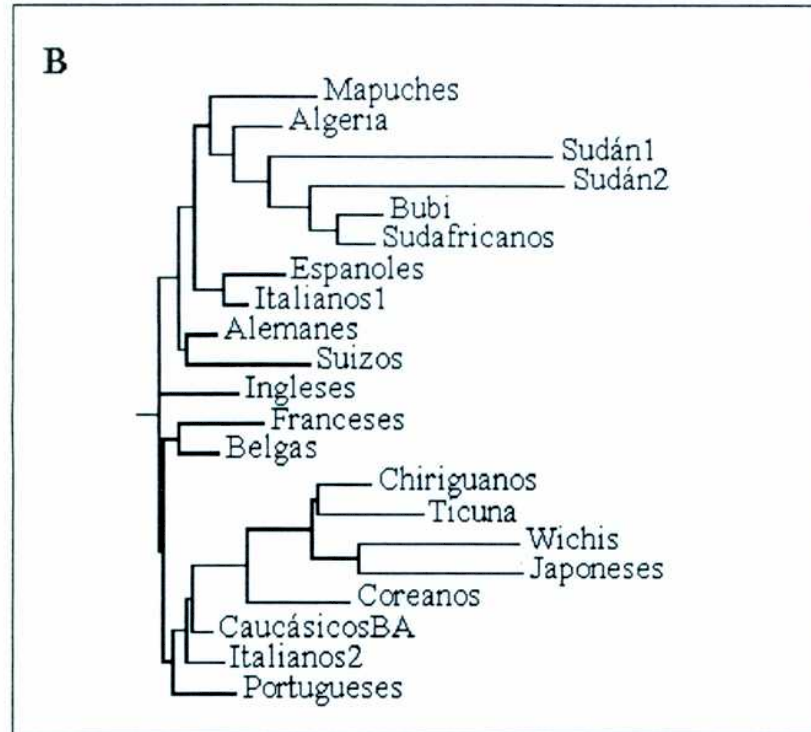 B
Mapuches
Algeria
Sudán1
Sudán2
Bubi
Sudafricanos
Espanoles
Italianos1
Alemanes
Suizos
Ingleses
Franceses
Belgas
Chiriguanos
Ticuna
Wichis
Japoneses
Coreanos
CaucásicosBA
Italianos2
Portugueses